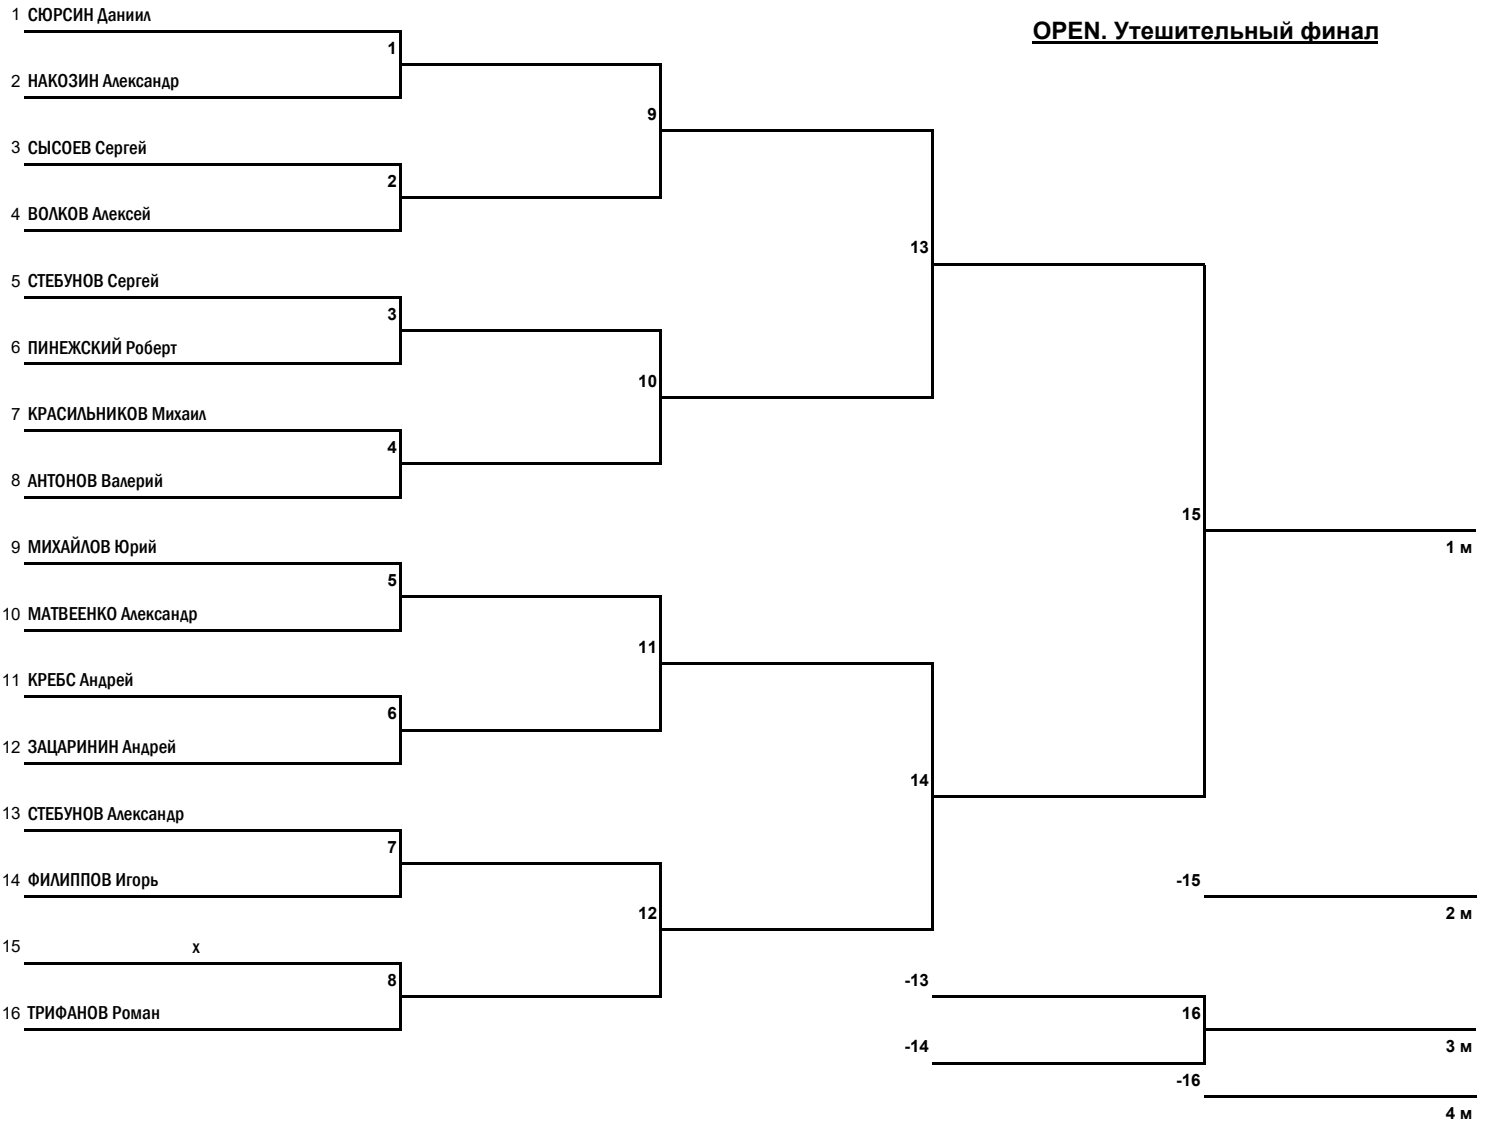 1 СЮРСИН Даниил
OPEN. Утешительный финал
1
2 НАКОЗИН Александр
9
3 СЫСОЕВ Сергей
2
4 ВОЛКОВ Алексей
13
5 СТЕБУНОВ Сергей
3
6 ПИНЕЖСКИЙ Роберт
10
7 КРАСИЛЬНИКОВ Михаил
4
8 АНТОНОВ Валерий
15
9 МИХАЙЛОВ Юрий
1 м
5
10 МАТВЕЕНКО Александр
11
11 КРЕБС Андрей
6
12 ЗАЦАРИНИН Андрей
14
13 СТЕБУНОВ Александр
7
14 ФИЛИППОВ Игорь
-15
12
2 м
15 х
8
-13
16 ТРИФАНОВ Роман
16
-14
3 м
-16
4 м